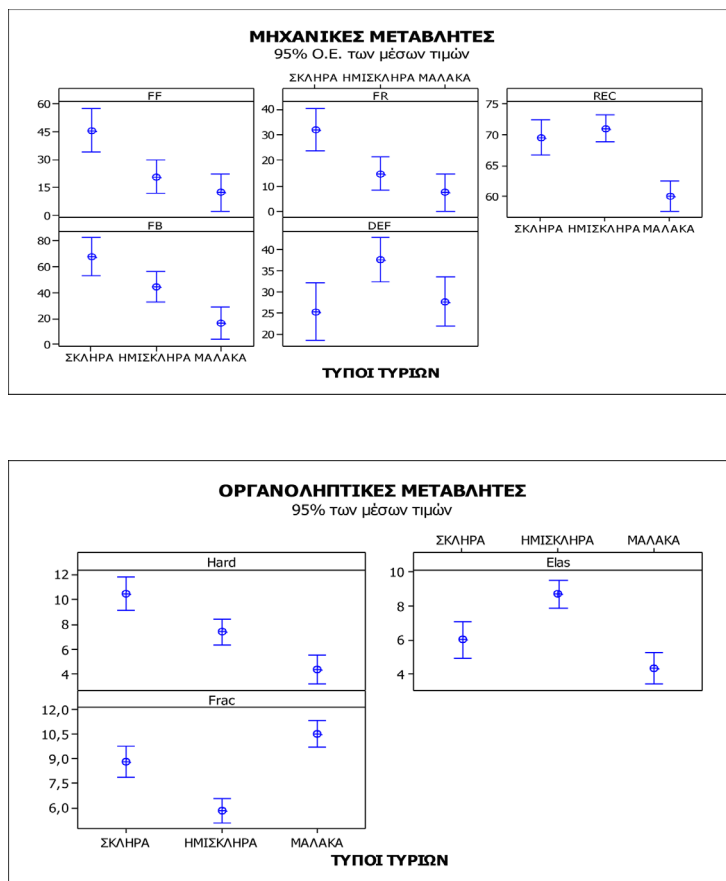 ΜΗΧΑΝΙΚΕΣ ΜΕΤΑΒΛΗΤΕΣ
95% Ο.Ε. των μέσων τιμών
ΣΚΛΗΡΑ ΗΜΙΣΚΛΗΡΑ ΜΑΛΑΚΑ
FF FR REC
60 45 30 15 0
40 30 20 10 0
75 70 65 60
ΣΚΛΗΡΑ ΗΜΙΣΚΛΗΡΑ ΜΑΛΑΚΑ
FB DEF
80 60 40 20 0
40 35 30 25 20
ΣΚΛΗΡΑ ΗΜΙΣΚΛΗΡΑ ΜΑΛΑΚΑ
ΤΥΠΟΙ ΤΥΡΙΩΝ
ΟΡΓΑΝΟΛΗΠΤΙΚΕΣ ΜΕΤΑΒΛΗΤΕΣ
95% των μέσων τιμών
ΣΚΛΗΡΑ ΗΜΙΣΚΛΗΡΑ ΜΑΛΑΚΑ
Hard Elas
12 10 8 6 4
10 8 6 4
Frac
12,0 10,5 9,0 7,5 6,0
ΣΚΛΗΡΑ ΗΜΙΣΚΛΗΡΑ ΜΑΛΑΚΑ
ΤΥΠΟΙ ΤΥΡΙΩΝ